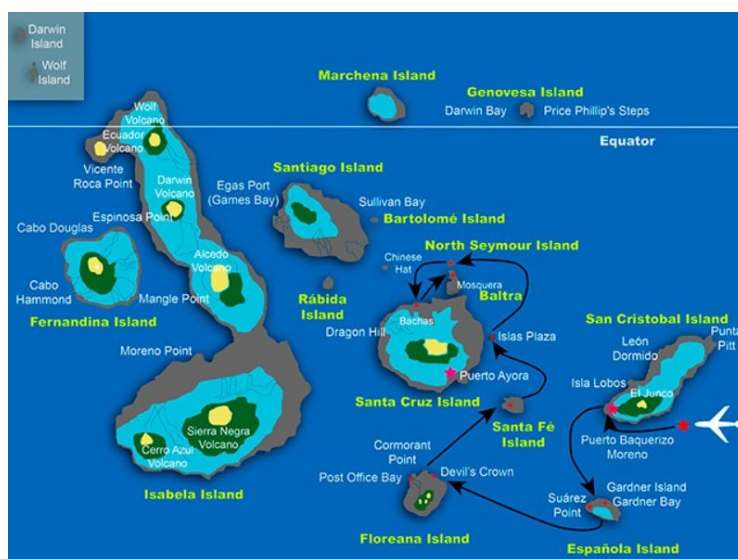 Darwin
Island
Wolf
Island
Marchena Island
Genovesa Island
Darwin Bay
Price Phillip's Steps
Equator
Wolf
Volcano
Ecuador
Volcano
Vicente
Roca Point
Darwin
Volcano
Espinosa Point
Santiago Island
Egas Port
(Games Bay)
Sullivan Bay
Bartolomé Island
Cabo Douglas
Cabo
Hammond
Fernandina Island
Alcedo
Volcano
Mangle Point
Rábida
Island
Chinese
Hat
North Seymour Island
Mosquera
Baltra
Bachas
Dragon Hill
Islas Plaza
Puerto Ayora
Santa Cruz Island
San Cristobal Island
Punta
Pitt
León
Dormido
Isla Lobos
El Junco
Puerto Baquerizo
Moreno
Moreno Point
Santa Fé
Island
Sierra Negra
Volcano
Cerro Azul
Volcano
Isabela Island
Cormorant
Point
Post Office Bay
Devil's Crown
Floreana Island
Gardner Island
Gardner Bay
Suárez
Point
Española Island